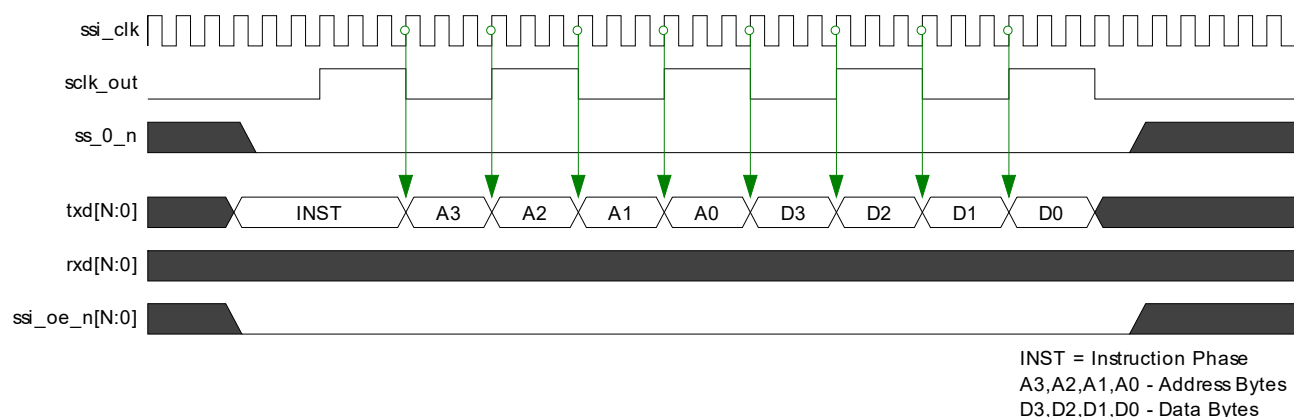 ssi_clk
sclk_out
ss_0_n
txd[N:0] INST A3 A2 A1 A0 D3 D2 D1 D0
rxd[N:0]
ssi_oe_n[N:0]
INST = Instruction Phase
A3,A2,A1,A0 - Address Bytes
D3,D2,D1,D0 - Data Bytes